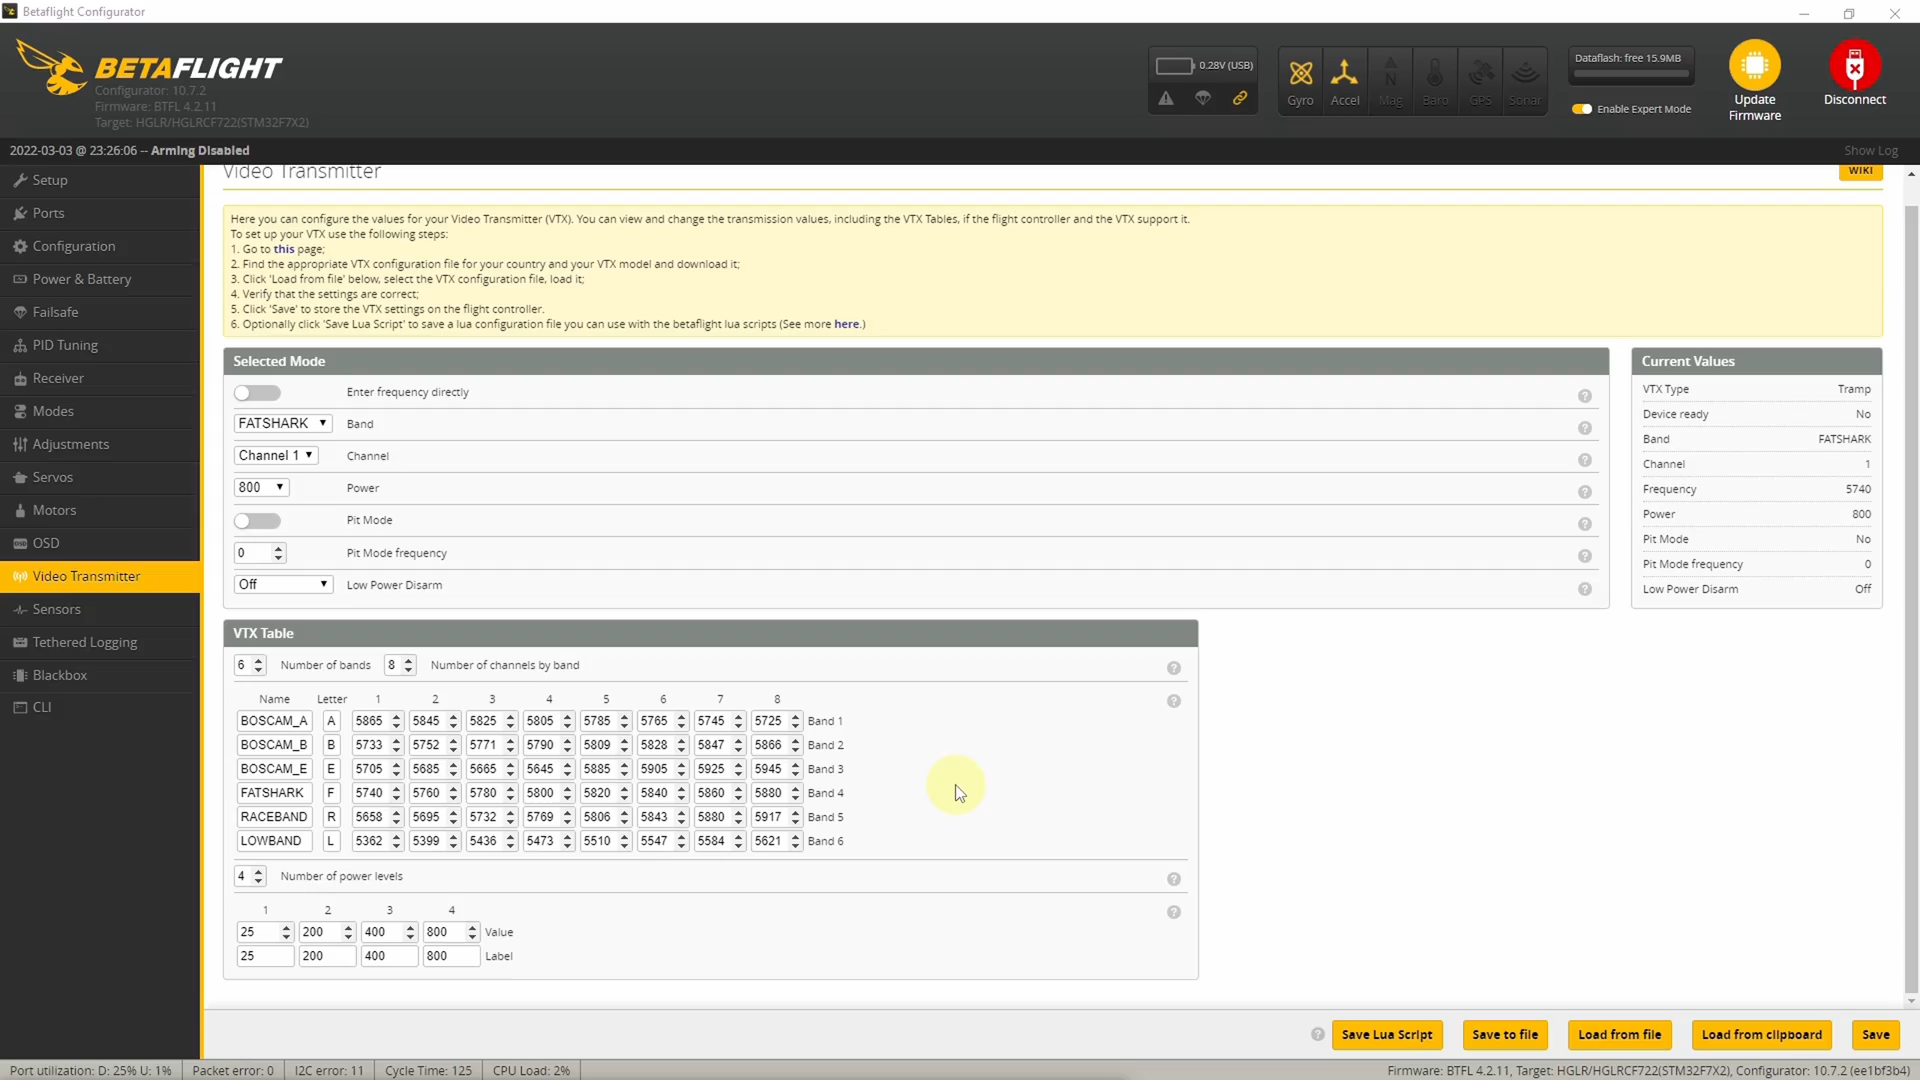 Betaflight Configurator
BETAFLIGHT
Configurator: 10.7.2
Firmware: BTFL 4.2.11
Target: HGLR/HGLRCF722(STM32F7X2)
0.28V (USB)
Gyro
Accel
Mag
Baro
GPS
Sonar
Dataflash: free 15.9MB
Enable Expert Mode
Update Firmware
Disconnect
2022-03-03 @ 23:26:06 -- Arming Disabled
Show Log
Setup
Ports
Configuration
Power & Battery
Failsafe
PID Tuning
Receiver
Modes
Adjustments
Servos
Motors
OSD
Video Transmitter
Sensors
Tethered Logging
Blackbox
CLI
Video Transmitter
WIKI
Here you can configure the values for your Video Transmitter (VTX). You can view and change the transmission values, including the VTX Tables, if the flight controller and the VTX support it.
To set up your VTX use the following steps:
1. Go to this page;
2. Find the appropriate VTX configuration file for your country and your VTX model and download it;
3. Click 'Load from file' below, select the VTX configuration file, load it;
4. Verify that the settings are correct;
5. Click 'Save' to store the VTX settings on the flight controller.
6. Optionally click 'Save Lua Script' to save a lua configuration file you can use with the betaflight lua scripts (See more here.)
Selected Mode
Enter frequency directly
FATSHARK Band
Channel 1 Channel
800 Power
Pit Mode
0 Pit Mode frequency
Off Low Power Disarm
Current Values
VTX Type Tramp
Device ready No
Band FATSHARK
Channel 1
Frequency 5740
Power 800
Pit Mode No
Pit Mode frequency 0
Low Power Disarm Off
VTX Table
6 Number of bands 8 Number of channels by band
Name Letter 1 2 3 4 5 6 7 8
BOSCAM_A A 5865 5845 5825 5805 5785 5765 5745 5725 Band 1
BOSCAM_B B 5733 5752 5771 5790 5809 5828 5847 5866 Band 2
BOSCAM_E E 5705 5685 5665 5645 5885 5905 5925 5945 Band 3
FATSHARK F 5740 5760 5780 5800 5820 5840 5860 5880 Band 4
RACEBAND R 5658 5695 5732 5769 5806 5843 5880 5917 Band 5
LOWBAND L 5362 5399 5436 5473 5510 5547 5584 5621 Band 6
4 Number of power levels
1 2 3 4
25 200 400 800 Value
25 200 400 800 Label
Save Lua Script
Save to file
Load from file
Load from clipboard
Save
Port utilization: D: 25% U: 1%
Packet error: 0
I2C error: 11
Cycle Time: 125
CPU Load: 2%
Firmware: BTFL 4.2.11, Target: HGLR/HGLRCF722(STM32F7X2), Configurator: 10.7.2 (ee1bf3b4)